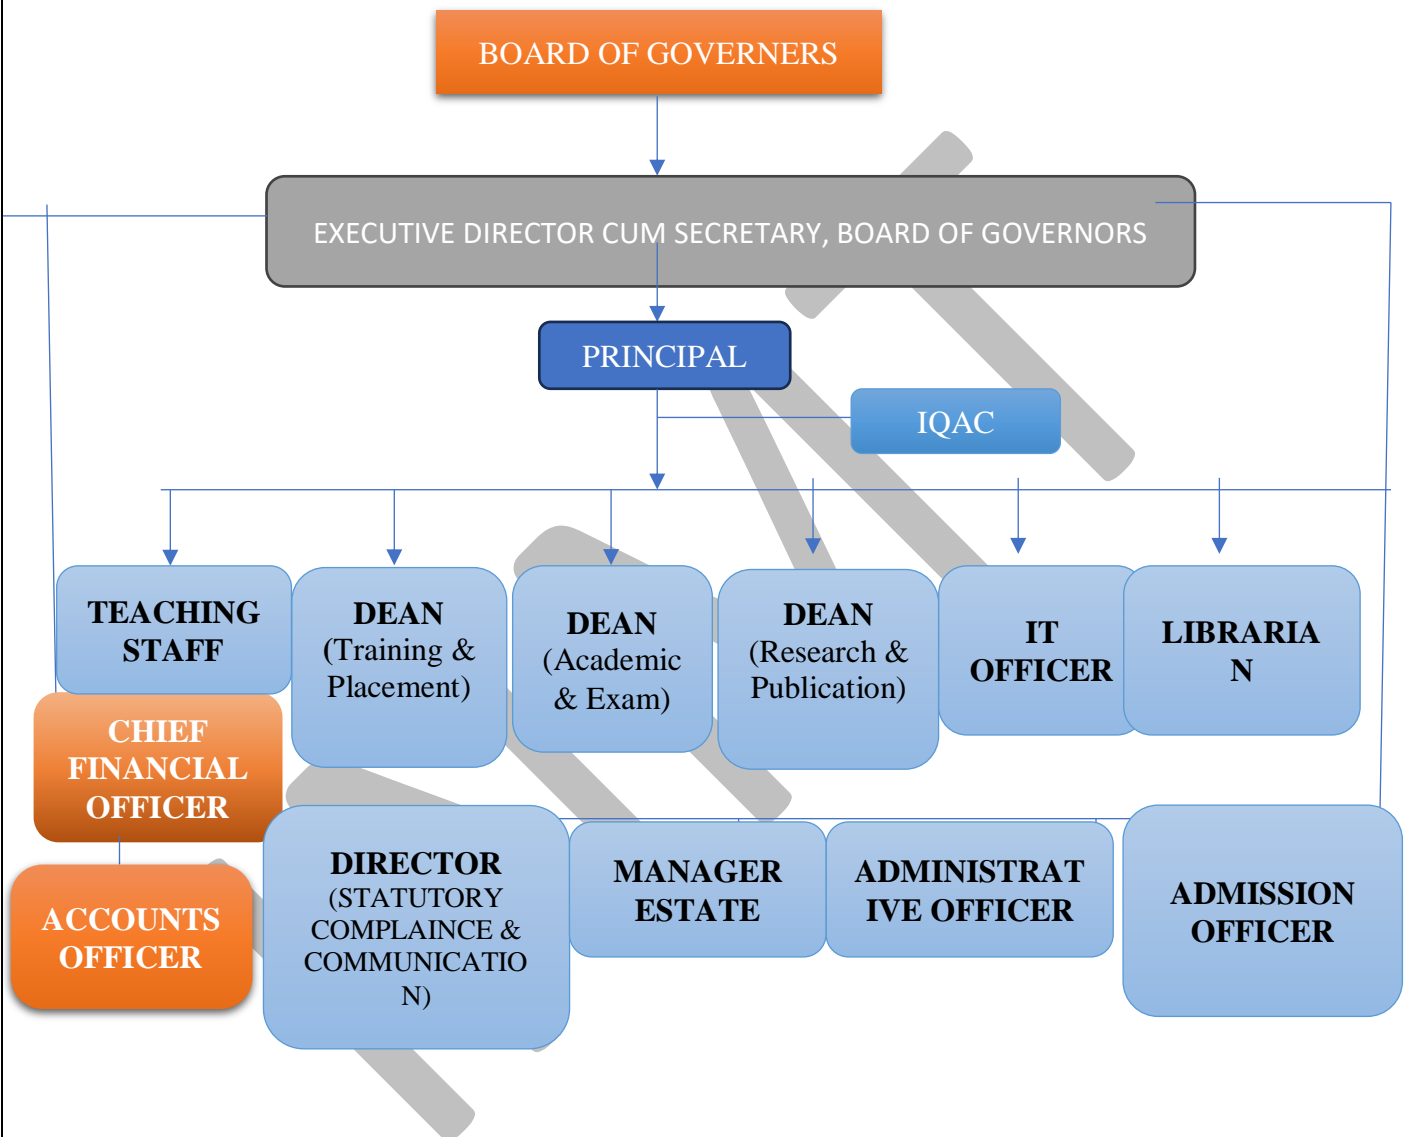 BOARD OF GOVERNERS
EXECUTIVE DIRECTOR CUM SECRETARY, BOARD OF GOVERNORS
PRINCIPAL
IQAC
TEACHING
STAFF
DEAN
(Training &
Placement)
DEAN
(Academic
& Exam)
DEAN
(Research &
Publication)
IT
OFFICER
LIBRARIA
N
CHIEF
FINANCIAL
OFFICER
ACCOUNTS
OFFICER
DIRECTOR
(STATUTORY
COMPLAINCE &
COMMUNICATIO
N)
MANAGER
ESTATE
ADMINISTRAT
IVE OFFICER
ADMISSION
OFFICER